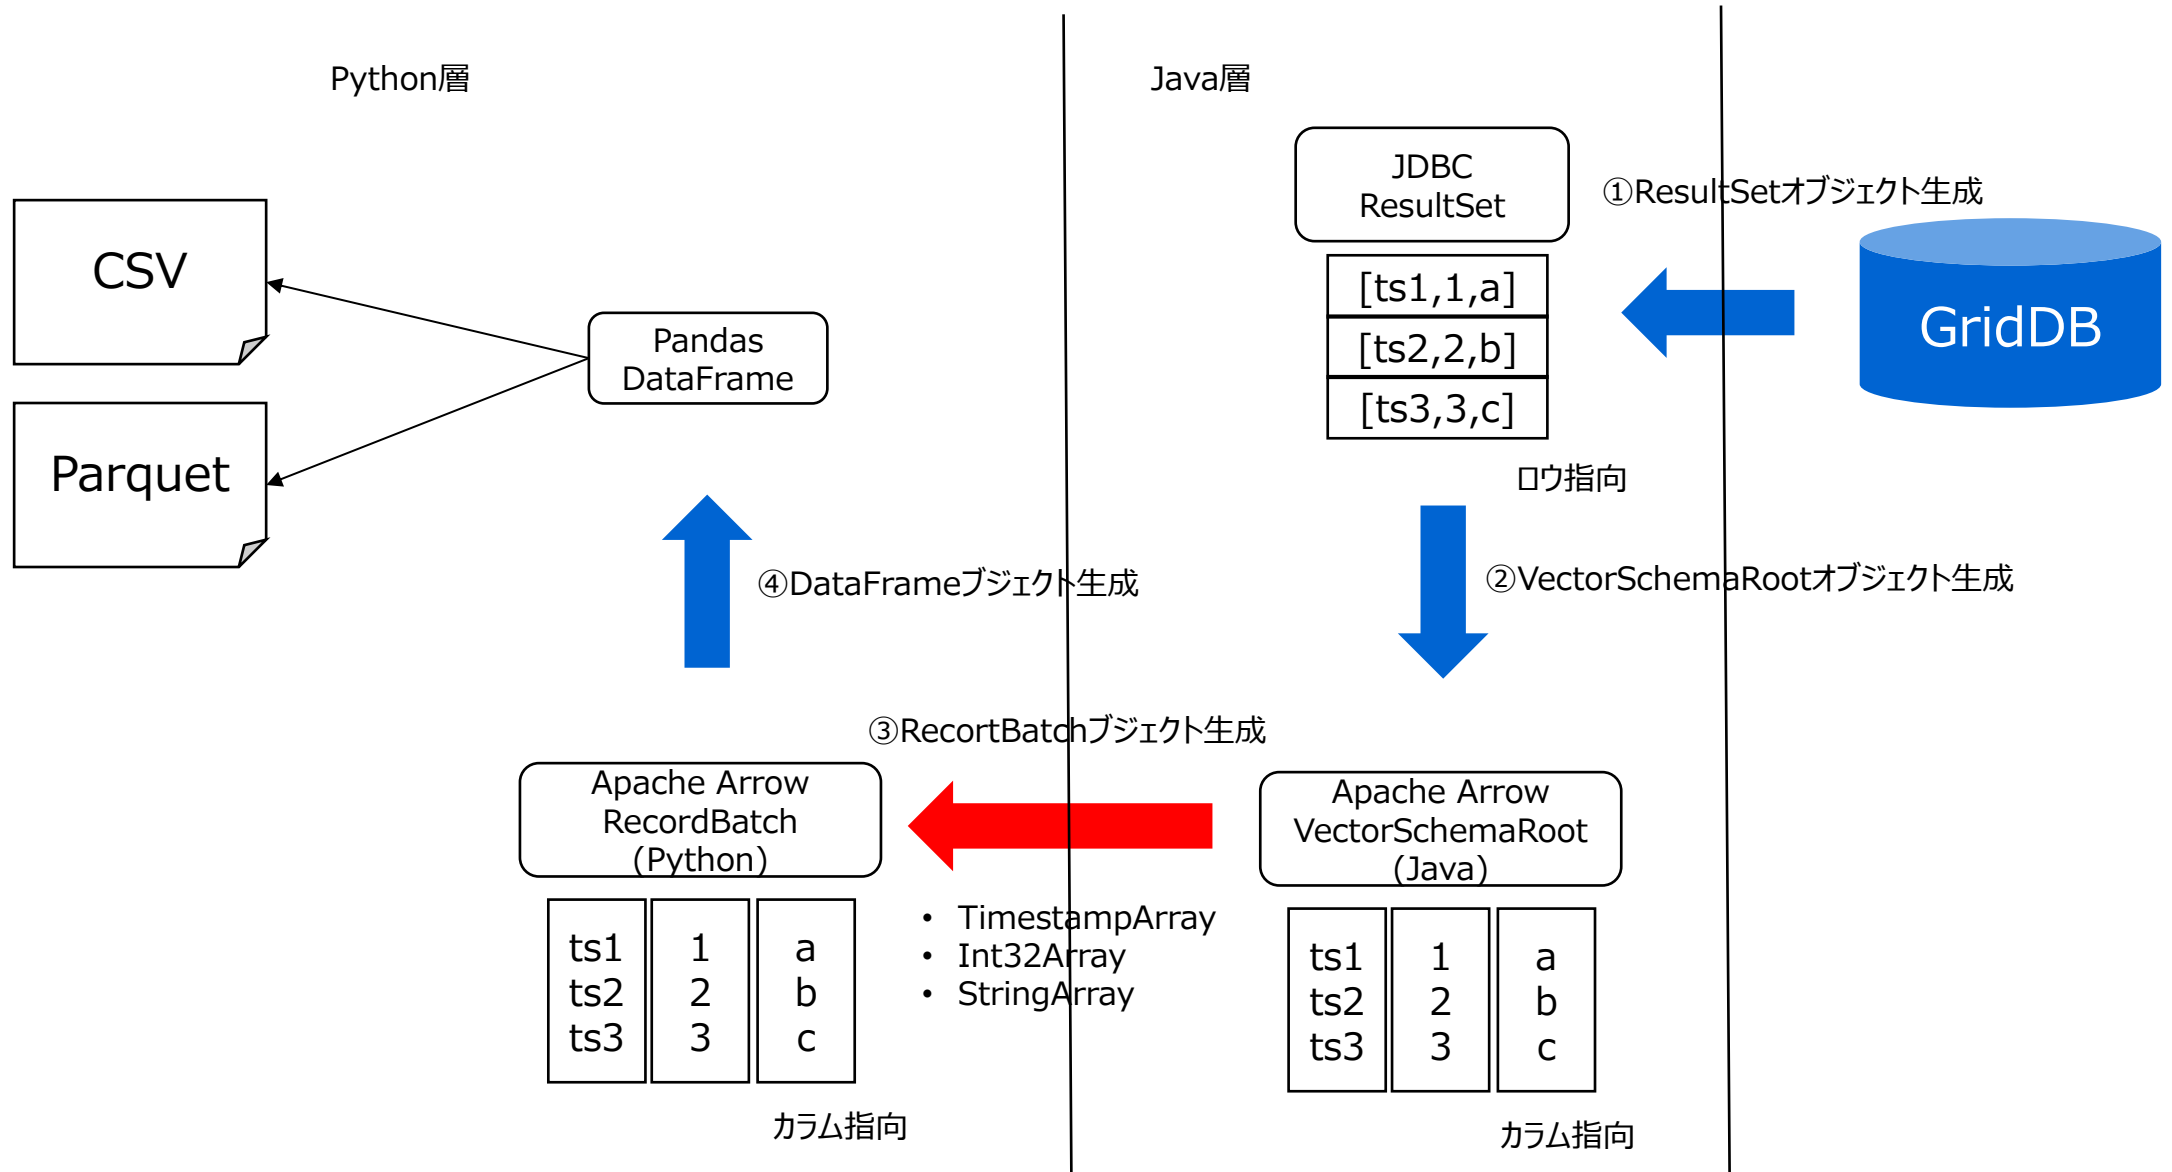 Python層
Java層
JDBC
ResultSet
①ResultSetオブジェクト生成
[ts1,1,a]
[ts2,2,b]
[ts3,3,c]
ロウ指向
GridDB
CSV
Parquet
Pandas
DataFrame
④DataFrameブジェクト生成
②VectorSchemaRootオブジェクト生成
③RecortBatchブジェクト生成
Apache Arrow
RecordBatch
(Python)
Apache Arrow
VectorSchemaRoot
(Java)
• TimestampArray
• Int32Array
• StringArray
ts1 1 a
ts2 2 b
ts3 3 c
カラム指向
ts1 1 a
ts2 2 b
ts3 3 c
カラム指向